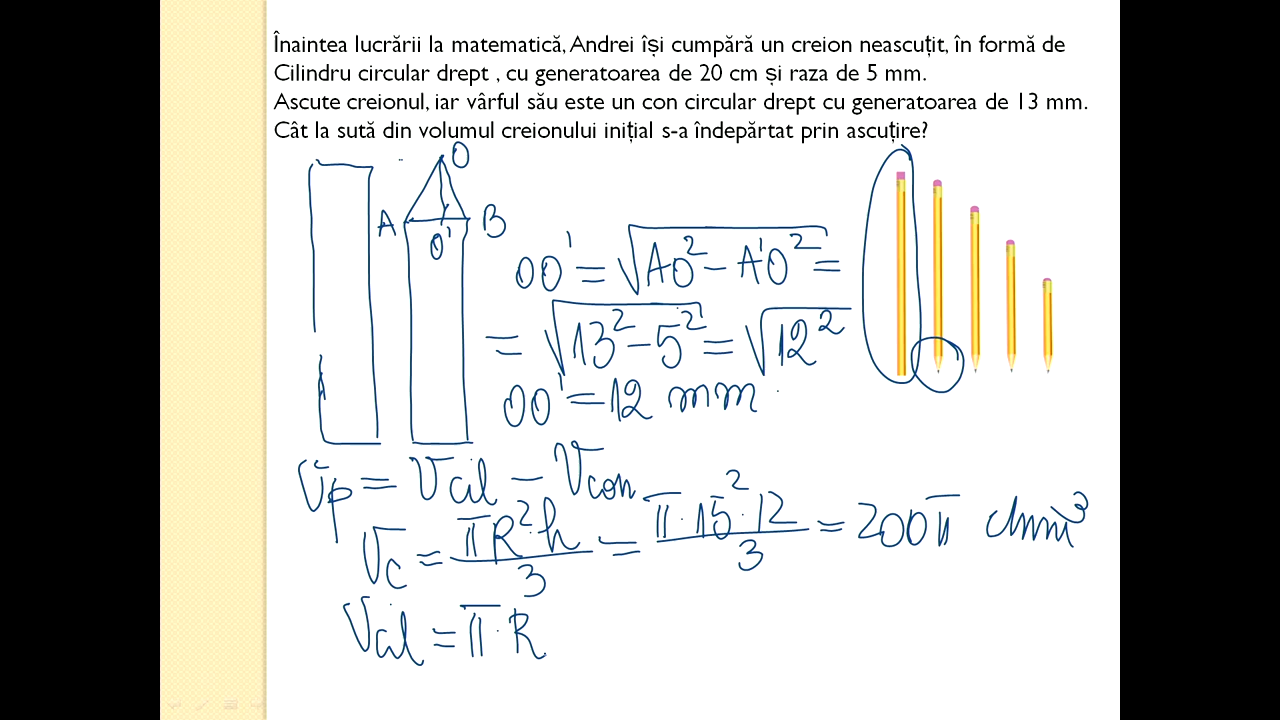 Înaintea lucrării la matematică, Andrei își cumpără un creion neascuțit, în formă de
Cilindru circular drept , cu generatoarea de 20 cm și raza de 5 mm.
Ascute creionul, iar vârful său este un con circular drept cu generatoarea de 13 mm.
Cât la sută din volumul creionului inițial s-a îndepărtat prin ascuțire?
O
A O' B
OO' = √AO² − A'O² =
= √13² − 5² = √12²
OO' = 12 mm
Vp = Vcil − Vcon
Vc = πR²·h / 3 = π·15²·12 / 3 = 200π mm³
Vcil = π·R